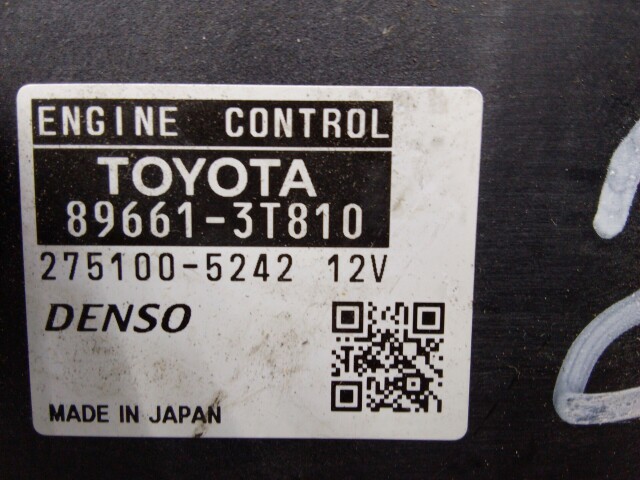 ENGINE CONTROL
TOYOTA
89661-3T810
275100-5242 12V
DENSO
MADE IN JAPAN